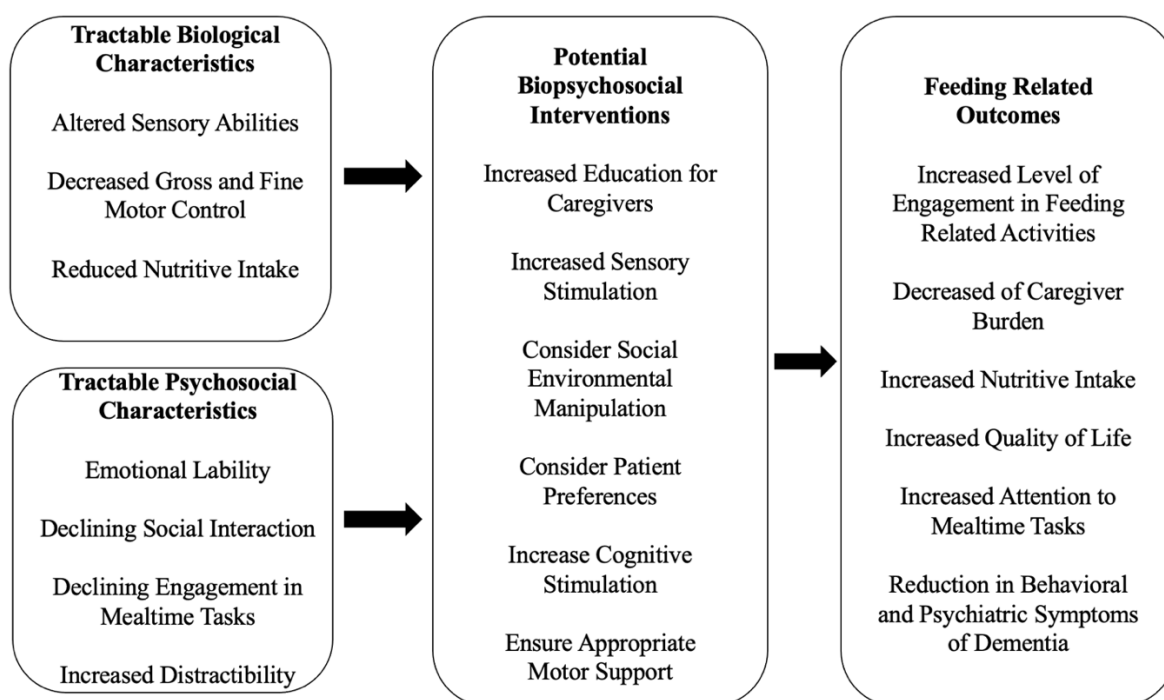 Tractable Biological
Characteristics
Altered Sensory Abilities
Decreased Gross and Fine
Motor Control
Reduced Nutritive Intake
Tractable Psychosocial
Characteristics
Emotional Lability
Declining Social Interaction
Declining Engagement in
Mealtime Tasks
Increased Distractibility
Potential
Biopsychosocial
Interventions
Increased Education for
Caregivers
Increased Sensory
Stimulation
Consider Social
Environmental
Manipulation
Consider Patient
Preferences
Increase Cognitive
Stimulation
Ensure Appropriate
Motor Support
Feeding Related
Outcomes
Increased Level of
Engagement in Feeding
Related Activities
Decreased of Caregiver
Burden
Increased Nutritive Intake
Increased Quality of Life
Increased Attention to
Mealtime Tasks
Reduction in Behavioral
and Psychiatric Symptoms
of Dementia